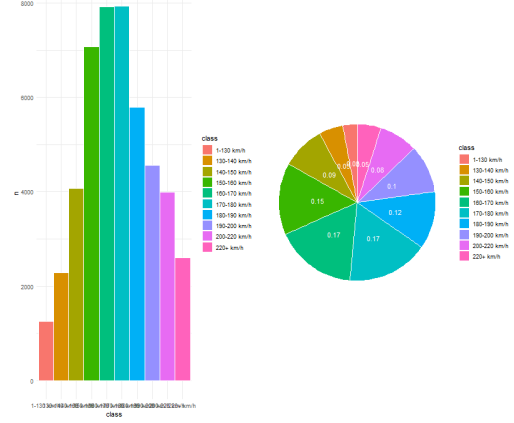 8000
6000
4000
2000
0
n
class
class
1-130 km/h
130-140 km/h
140-150 km/h
150-160 km/h
160-170 km/h
170-180 km/h
180-190 km/h
190-200 km/h
200-220 km/h
220+ km/h
0.05
0.08
0.1
0.12
0.17
0.17
0.15
0.09
class
1-130 km/h
130-140 km/h
140-150 km/h
150-160 km/h
160-170 km/h
170-180 km/h
180-190 km/h
190-200 km/h
200-220 km/h
220+ km/h